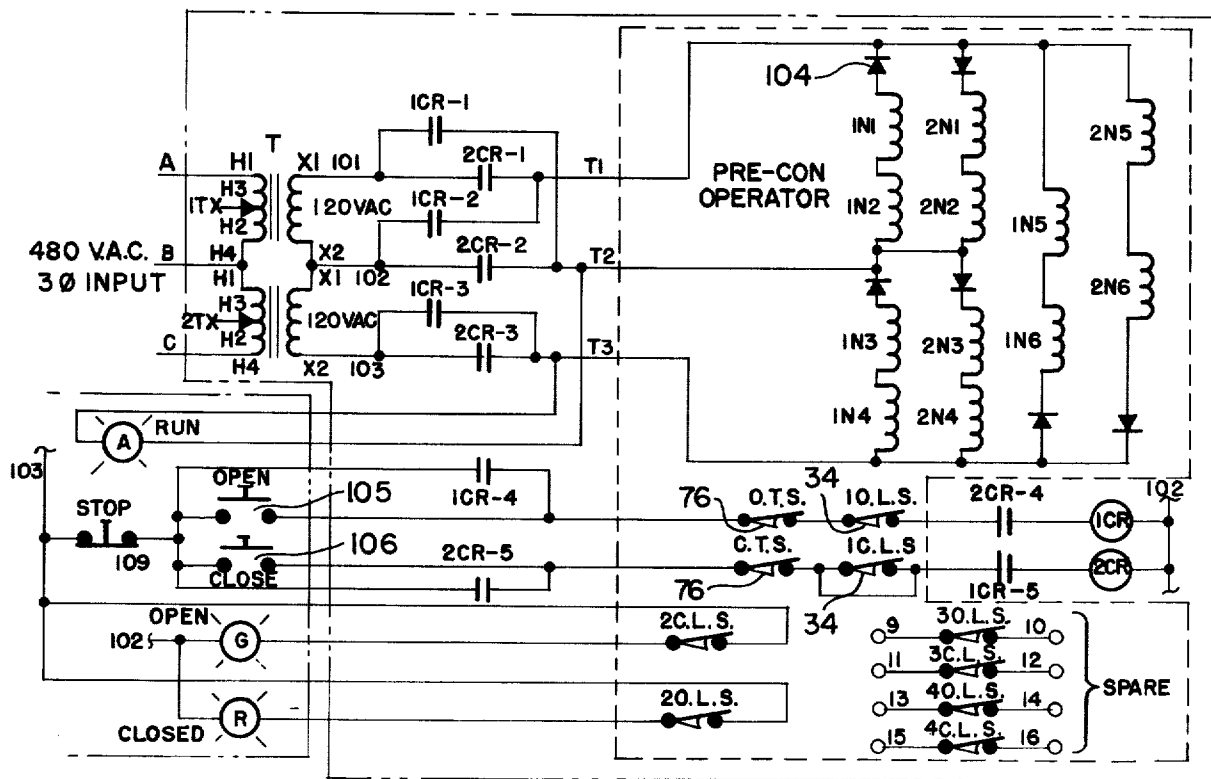 104
1CR-1
1N1
2N1
2N5
T
2CR-1
A
H1
X1 101
T1
PRE-CON
OPERATOR
H3
1TX
120VAC
1CR-2
1N2
2N2
1N5
H2
480 V.A.C.
B
H4
X2
2CR-2
T2
3Ø INPUT
H1
X1
102
1CR-3
2N6
H3
2TX
120VAC
2CR-3
1N3
2N3
1N6
C
H2
T3
H4
X2
103
1N4
2N4
A
RUN
103
OPEN
105
1CR-4
76
O.T.S.
34
1O.L.S.
2CR-4
102
STOP
1CR
109
106
2CR-5
C.T.S.
1C.L.S
2CR
CLOSE
76
34
1CR-5
OPEN
102
G
2C.L.S.
9
3O.L.S.
10
11
3C.L.S.
12
SPARE
R
2O.L.S.
13
4O.L.S.
14
CLOSED
15
4C.L.S.
16